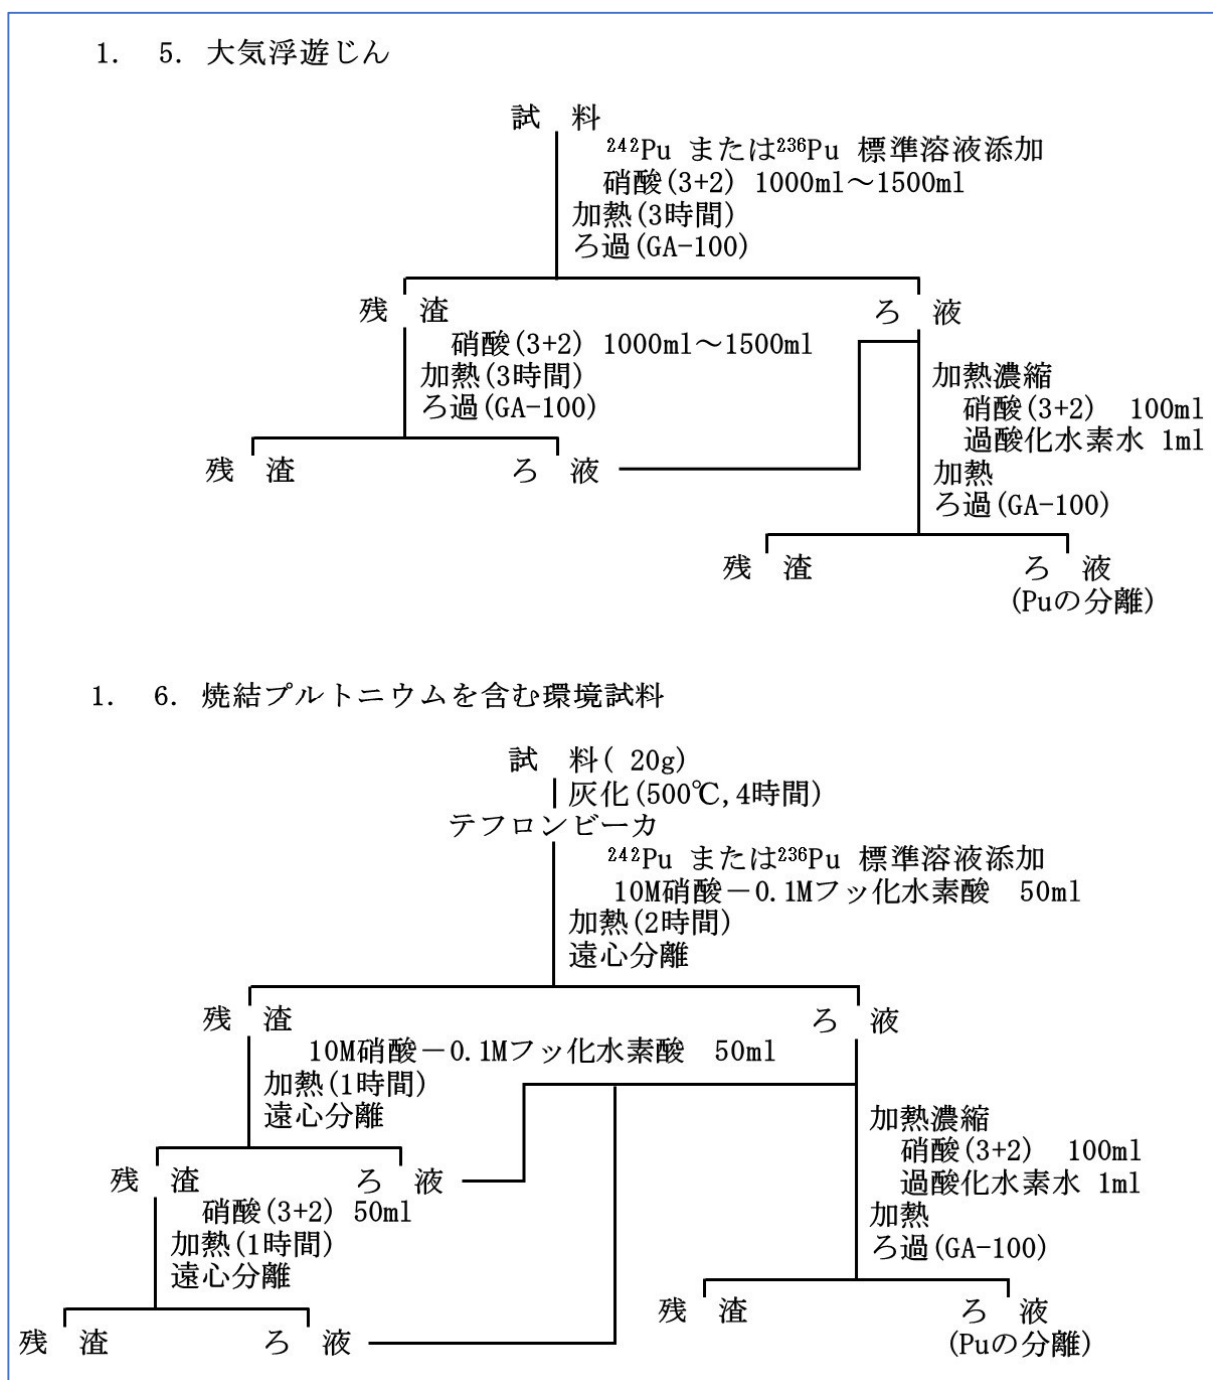 1. 5. 大気浮遊じん
試 料
²⁴²Pu または²³⁶Pu 標準溶液添加
硝酸(3+2) 1000ml～1500ml
加熱(3時間)
ろ過(GA-100)
残 渣
ろ 液
硝酸(3+2) 1000ml～1500ml
加熱(3時間)
ろ過(GA-100)
残 渣
ろ 液
加熱濃縮
硝酸(3+2) 100ml
過酸化水素水 1ml
加熱
ろ過(GA-100)
残 渣
ろ 液
(Puの分離)
1. 6. 焼結プルトニウムを含む環境試料
試 料( 20g)
灰化(500℃,4時間)
テフロンビーカ
²⁴²Pu または²³⁶Pu 標準溶液添加
10M硝酸－0.1Mフッ化水素酸 50ml
加熱(2時間)
遠心分離
残 渣
ろ 液
10M硝酸－0.1Mフッ化水素酸 50ml
加熱(1時間)
遠心分離
残 渣
ろ 液
硝酸(3+2) 50ml
加熱(1時間)
遠心分離
残 渣
ろ 液
加熱濃縮
硝酸(3+2) 100ml
過酸化水素水 1ml
加熱
ろ過(GA-100)
残 渣
ろ 液
(Puの分離)